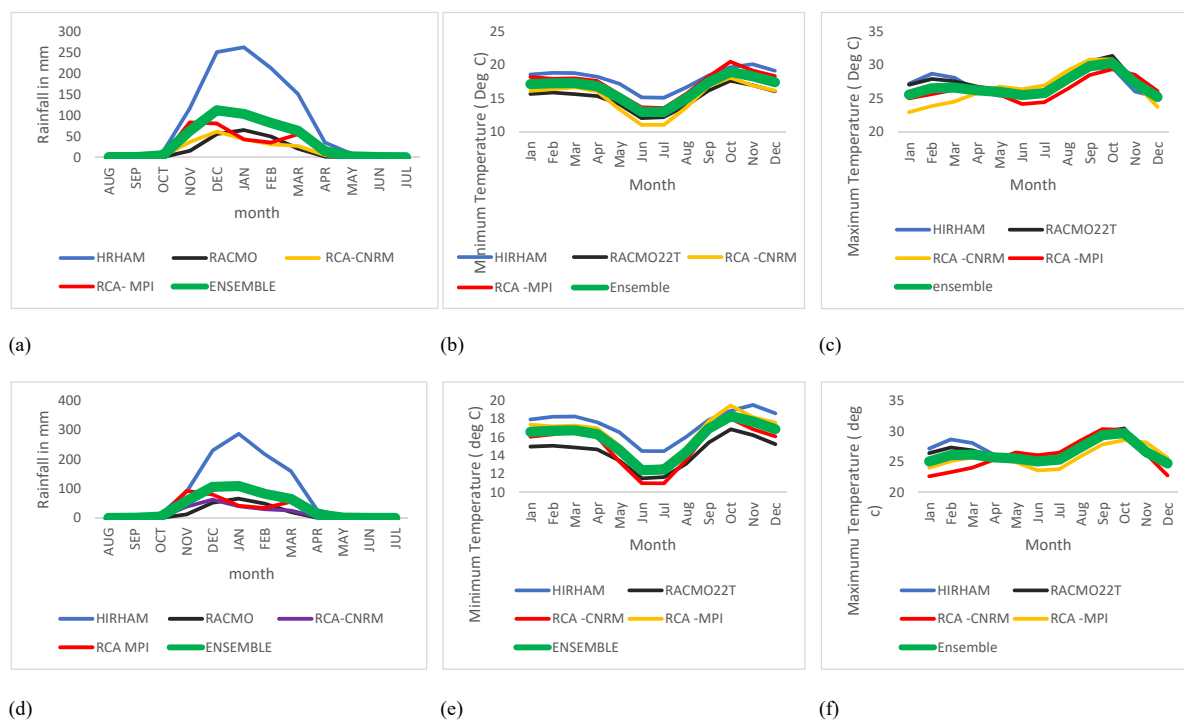 300
250
200
150
100
50
0
Rainfall in mm
AUG SEP OCT NOV DEC JAN FEB MAR APR MAY JUN JUL
month
HIRHAM RACMO RCA-CNRM
RCA- MPI ENSEMBLE
(a)
25
20
15
10
Minimum Temperature ( Deg C)
Jan Feb Mar Apr May Jun Jul Aug Sep Oct Nov Dec
Month
HIRHAM RACMO22T RCA -CNRM
RCA -MPI Ensemble
(b)
35
30
25
20
Maximum Temperature (Deg C)
Jan Feb Mar Apr May Jun Jul Aug Sep Oct Nov Dec
Month
HIRHAM RACMO22T
RCA -CNRM RCA -MPI
ensemble
(c)
400
300
200
100
0
Rainfall in mm
AUG SEP OCT NOV DEC JAN FEB MAR APR MAY JUN JUL
month
HIRHAM RACMO RCA-CNRM
RCA MPI ENSEMBLE
(d)
20
18
16
14
12
10
Minimum Temperature (Deg C)
Jan Feb Mar Apr May Jun Jul Aug Sep Oct Nov Dec
Month
HIRHAM RACMO22T
RCA -CNRM RCA -MPI
ENSEMBLE
(e)
35
30
25
20
Maximumu Temperature ( deg
c)
Jan Feb Mar Apr May Jun Jul Aug Sep Oct Nov Dec
Month
HIRHAM RACMO22T
RCA -CNRM RCA -MPI
Ensemble
(f)